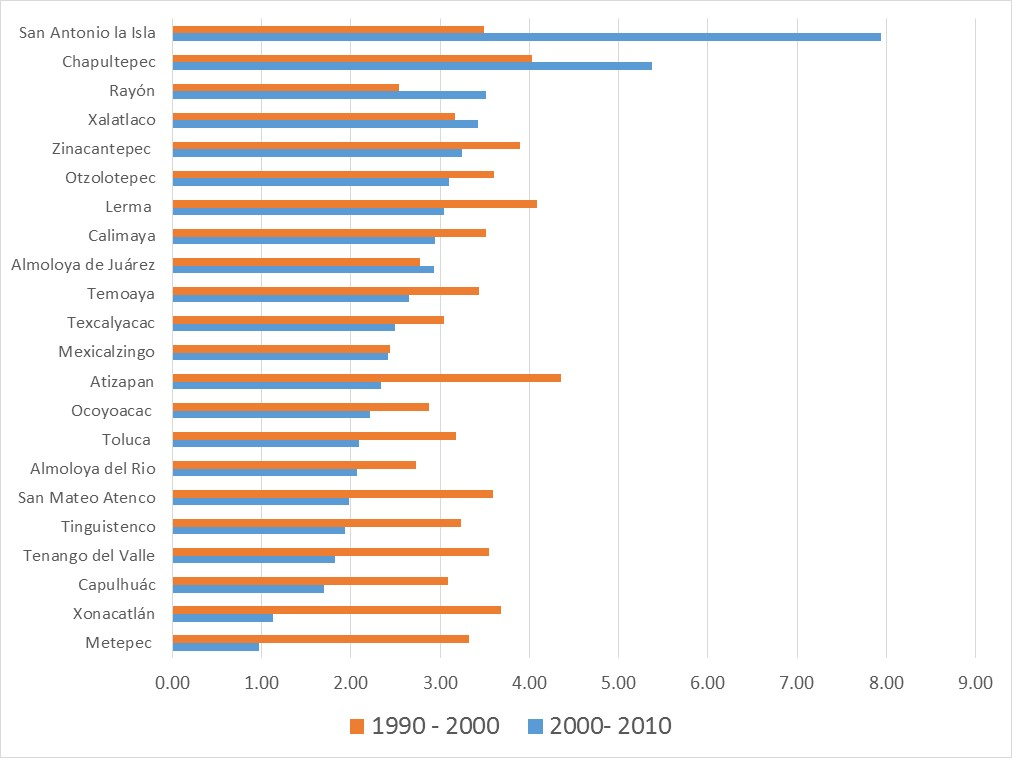 San Antonio la Isla
Chapultepec
Rayón
Xalatlaco
Zinacantepec
Otzolotepec
Lerma
Calimaya
Almoloya de Juárez
Temoaya
Texcalyacac
Mexicalzingo
Atizapan
Ocoyoacac
Toluca
Almoloya del Rio
San Mateo Atenco
Tinguistenco
Tenango del Valle
Capulhuác
Xonacatlán
Metepec
0.00 1.00 2.00 3.00 4.00 5.00 6.00 7.00 8.00 9.00
1990 - 2000 2000- 2010